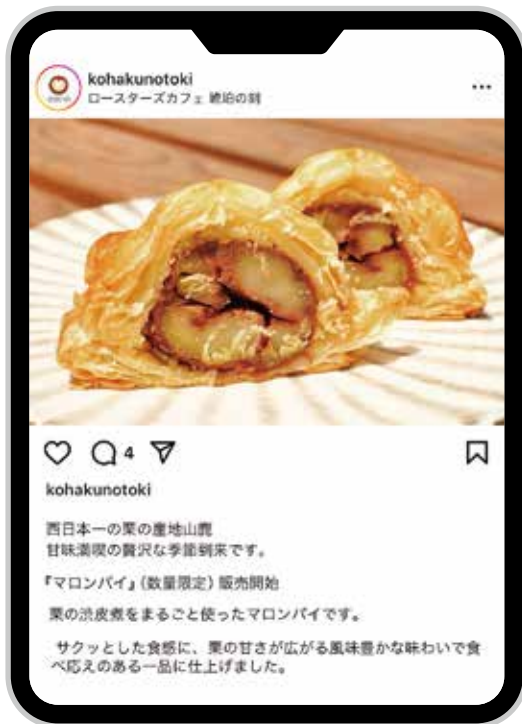 kohakunotoki
ロースターズカフェ 琥珀の刻
4
kohakunotoki
西日本一の栗の産地山鹿
甘味満喫の贅沢な季節到来です。
『マロンパイ』(数量限定) 販売開始
栗の渋皮煮をまるごと使ったマロンパイです。
サクッとした食感に、栗の甘さが広がる風味豊かな味わいで食
べ応えのある一品に仕上げました。